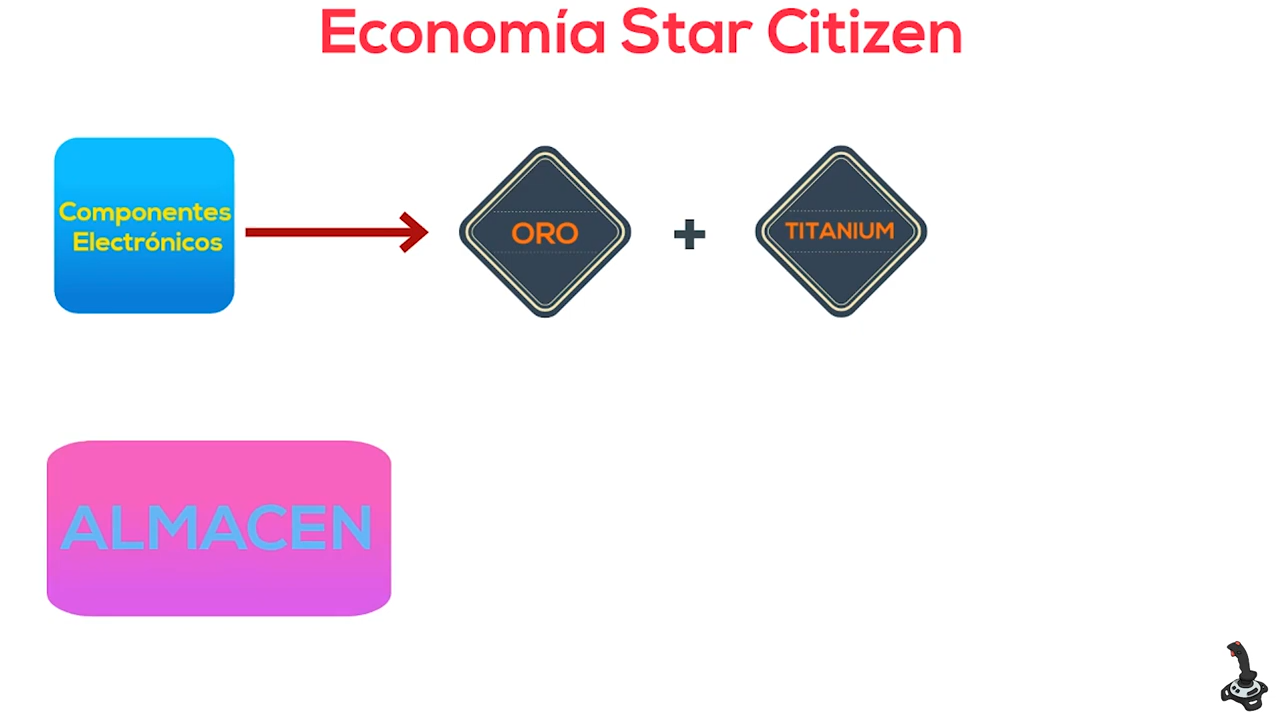 Economía Star Citizen
Componentes
Electrónicos
ORO
+
TITANIUM
ALMACEN